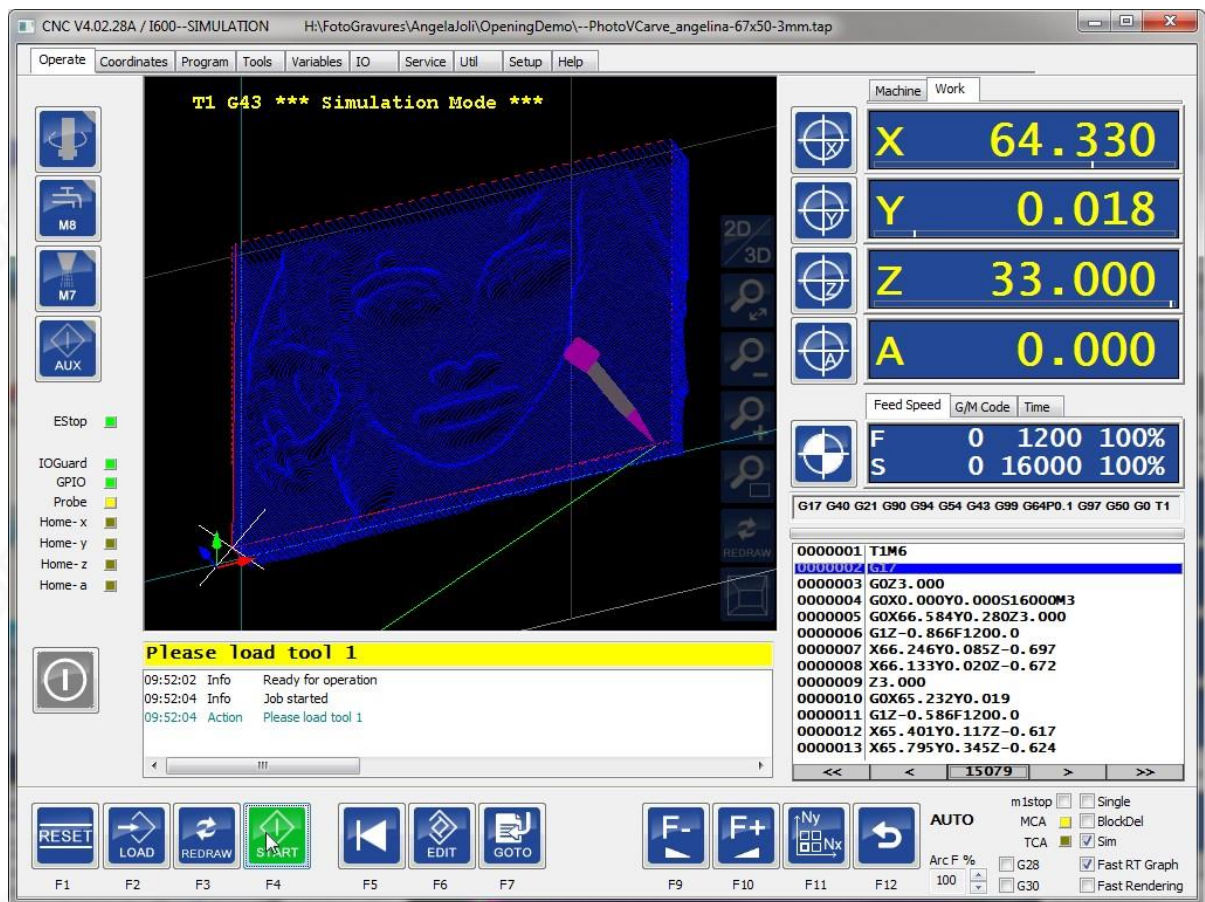 CNC V4.02.28A / I600--SIMULATION H:\FotoGravures\AngelaJoli\OpeningDemo\--PhotoVCarve_angelina-67x50-3mm.tap
Operate Coordinates Program Tools Variables IO Service Util Setup Help
T1 G43 *** Simulation Mode ***
M8
M7
AUX
EStop
IOGuard
GPIO
Probe
Home-x
Home-y
Home-z
Home-a
2D/3D
REDRAW
Machine Work
X 64.330
Y 0.018
Z 33.000
A 0.000
Feed Speed G/M Code Time
F 0 1200 100%
S 0 16000 100%
G17 G40 G21 G90 G94 G54 G43 G99 G64P0.1 G97 G50 G0 T1
0000001 T1M6
0000002 G17
0000003 G0Z3.000
0000004 G0X0.000Y0.000S16000M3
0000005 G0X66.584Y0.280Z3.000
0000006 G1Z-0.866F1200.0
0000007 X66.246Y0.085Z-0.697
0000008 X66.133Y0.020Z-0.672
0000009 Z3.000
0000010 G0X65.232Y0.019
0000011 G1Z-0.586F1200.0
0000012 X65.401Y0.117Z-0.617
0000013 X65.795Y0.345Z-0.624
<< < 15079 > >>
Please load tool 1
09:52:02 Info Ready for operation
09:52:04 Info Job started
09:52:04 Action Please load tool 1
RESET LOAD REDRAW START EDIT GOTO F- F+ Ny Nx
F1 F2 F3 F4 F5 F6 F7 F9 F10 F11 F12
AUTO
Arc F %
100
m1stop Single
MCA BlockDel
TCA Sim
G28 Fast RT Graph
G30 Fast Rendering